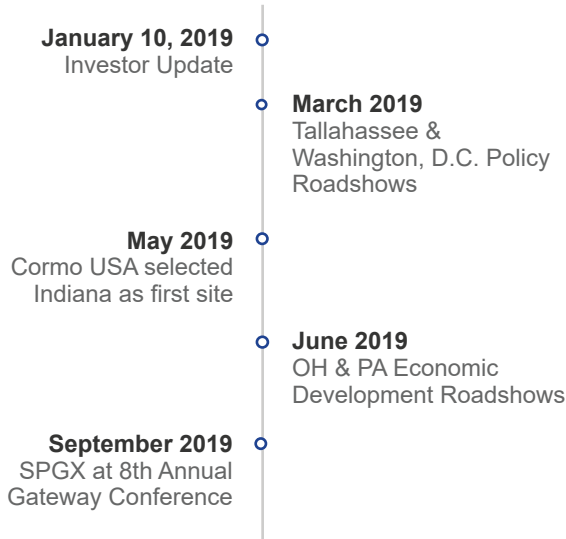 January 10, 2019
Investor Update
March 2019
Tallahassee &
Washington, D.C. Policy
Roadshows
May 2019
Cormo USA selected
Indiana as first site
June 2019
OH & PA Economic
Development Roadshows
September 2019
SPGX at 8th Annual
Gateway Conference